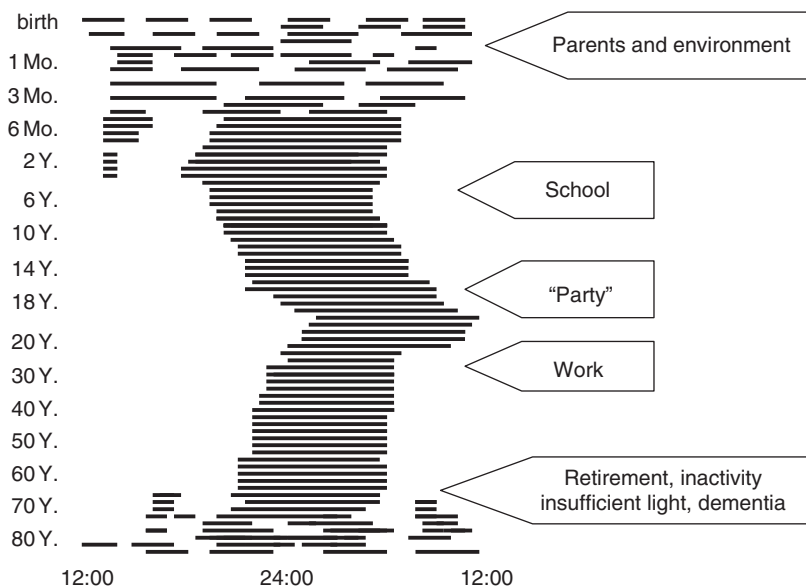 birth
1 Mo.
3 Mo.
6 Mo.
2 Y.
6 Y.
10 Y.
14 Y.
18 Y.
20 Y.
30 Y.
40 Y.
50 Y.
60 Y.
70 Y.
80 Y.
12:00
24:00
12:00
Parents and environment
School
“Party”
Work
Retirement, inactivity
insufficient light, dementia